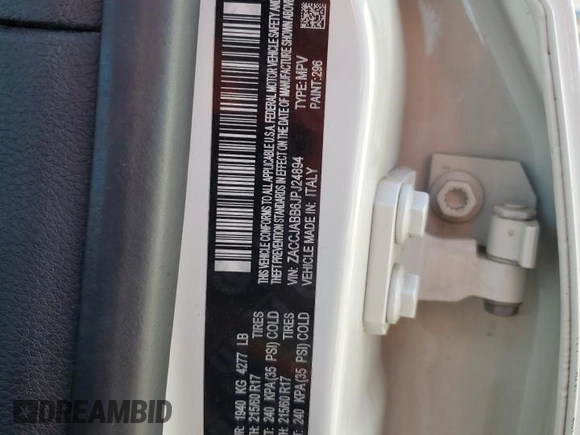 THIS VEHICLE CONFORMS TO ALL APPLICABLE U.S.A. FEDERAL MOTOR VEHICLE SAFETY AND
THEFT PREVENTION STANDARDS IN EFFECT ON THE DATE OF MANUFACTURE SHOWN ABOVE
VIN: ZACCJABB6JPJ24894 TYPE: MPV
VEHICLE MADE IN: ITALY PAINT: 296
1940 KG 4277 LB
TIRES
215/60 R17
240 KPA(35 PSI) COLD
TIRES
215/60 R17
240 KPA(35 PSI) COLD
DREAMBID